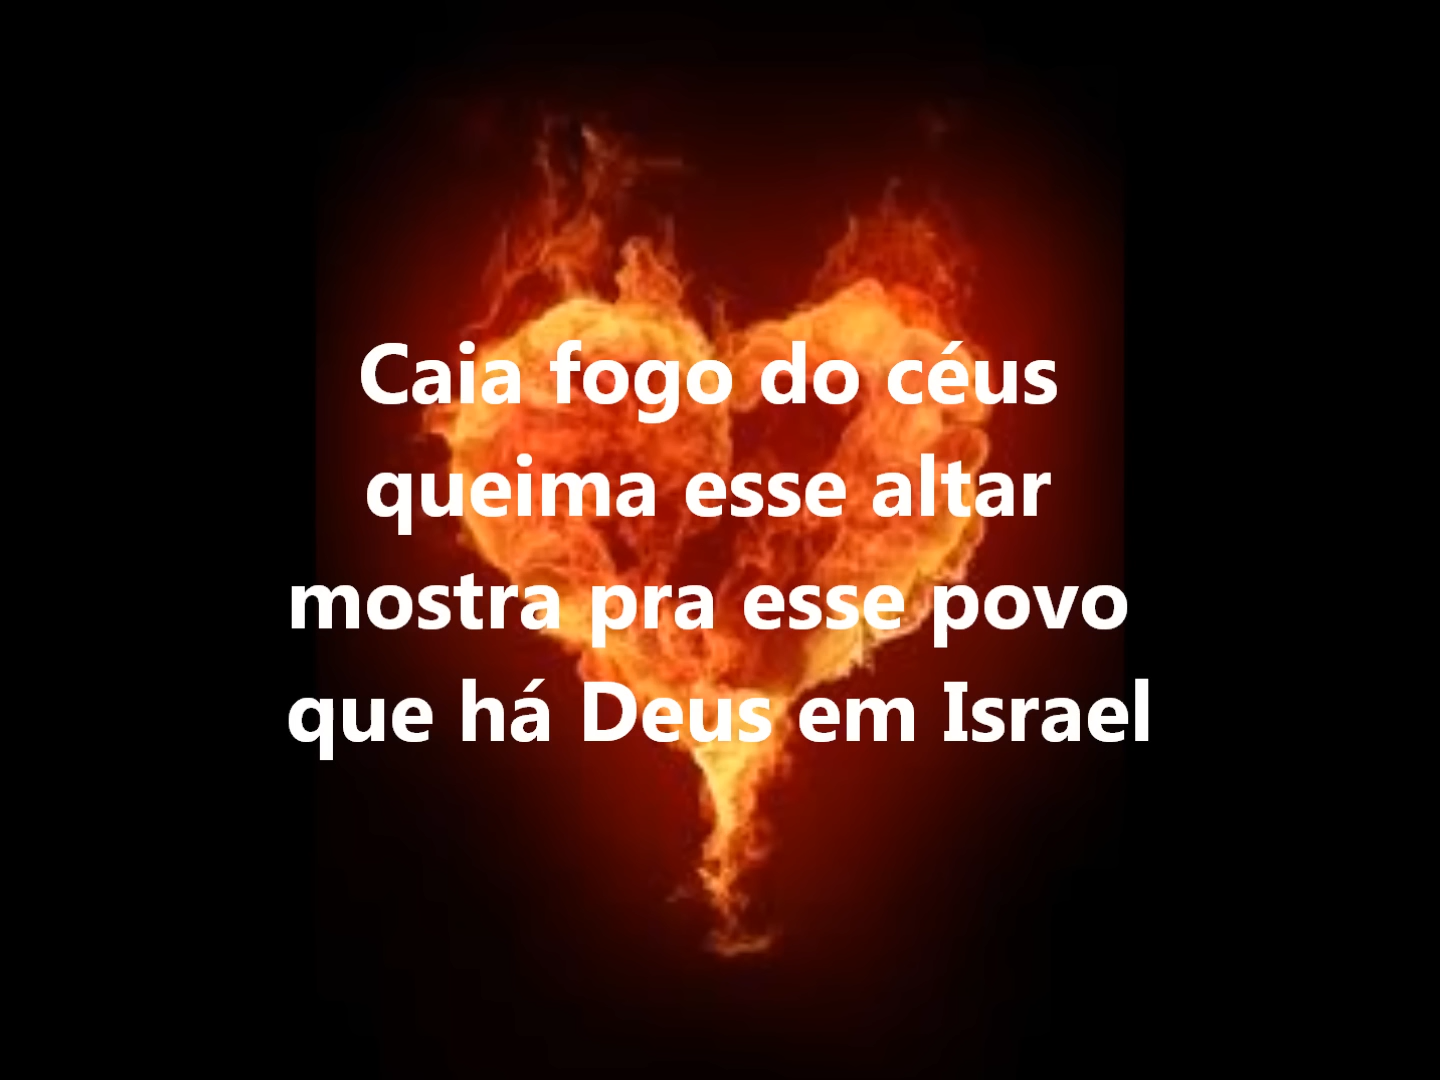 Caia fogo do céus
queima esse altar
mostra pra esse povo
que há Deus em Israel